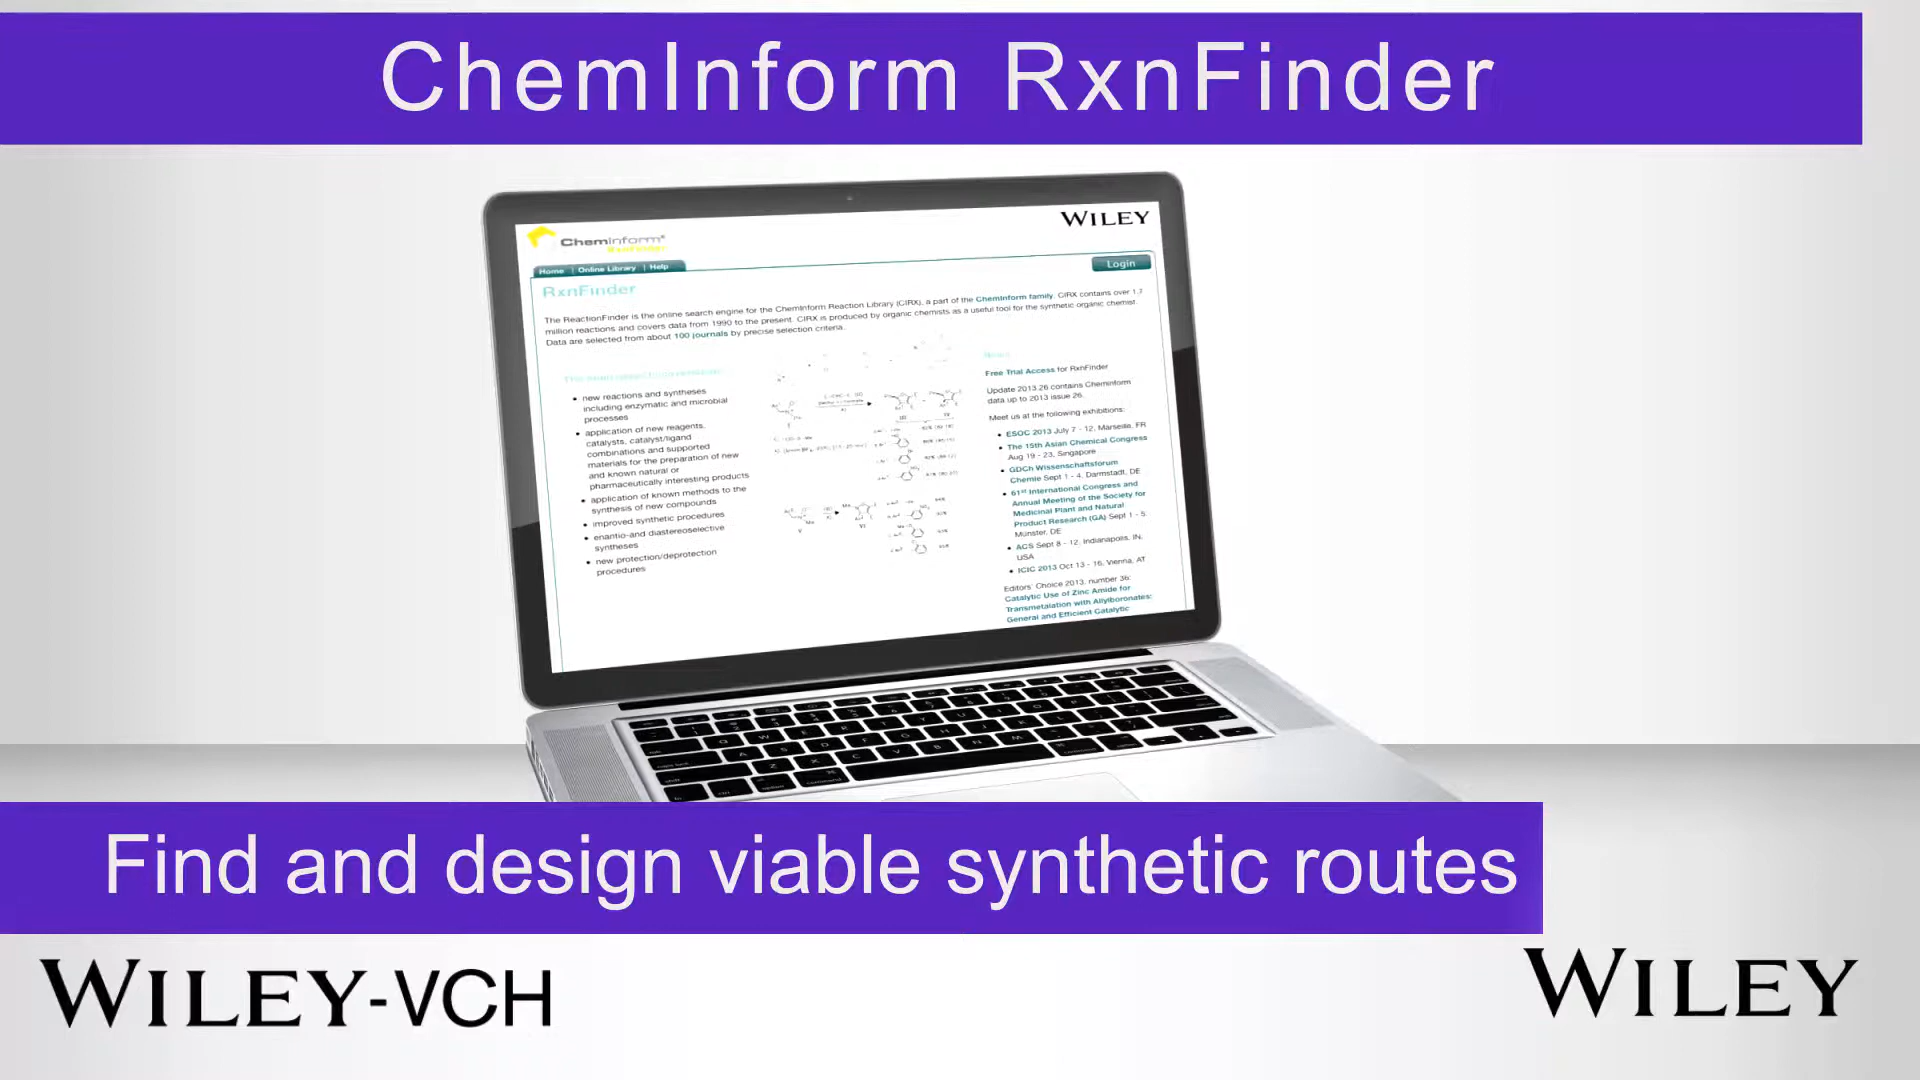 ChemInform RxnFinder
WILEY
ChemInform®
RxnFinder
Home | Online Library | Help
Login
RxnFinder
The ReactionFinder is the online search engine for the ChemInform Reaction Library (CIRX), a part of the ChemInform family. CIRX contains over 1.7
million reactions and covers data from 1990 to the present. CIRX is produced by organic chemists as a useful tool for the synthetic organic chemist.
Data are selected from about 100 journals by precise selection criteria.
• new reactions and syntheses
including enzymatic and microbial
processes
• application of new reagents,
catalysts, catalyst/ligand
combinations and supported
materials for the preparation of new
and known natural or
pharmaceutically interesting products
• application of known methods to the
synthesis of new compounds
• improved synthetic procedures
• enantio-and diastereoselective
syntheses
• new protection/deprotection
procedures
News
Free Trial Access for RxnFinder
Update 2013.26 contains Cheminform
data up to 2013 issue 26.
Meet us at the following exhibitions:
• ESOC 2013 July 7 - 12, Marseille, FR
• The 15th Asian Chemical Congress
Aug 19 - 23, Singapore
• GDCh Wissenschaftsforum
Chemie Sept 1 - 4, Darmstadt, DE
• 61st International Congress and
Annual Meeting of the Society for
Medicinal Plant and Natural
Product Research (GA) Sept 1 - 5,
Münster, DE
• ACS Sept 8 - 12, Indianapolis, IN,
USA
• ICIC 2013 Oct 13 - 16, Vienna, AT
Editors' Choice 2013, number 36:
Catalytic Use of Zinc Amide for
Transmetalation with Allylboronates:
General and Efficient Catalytic
Find and design viable synthetic routes
WILEY-VCH
WILEY